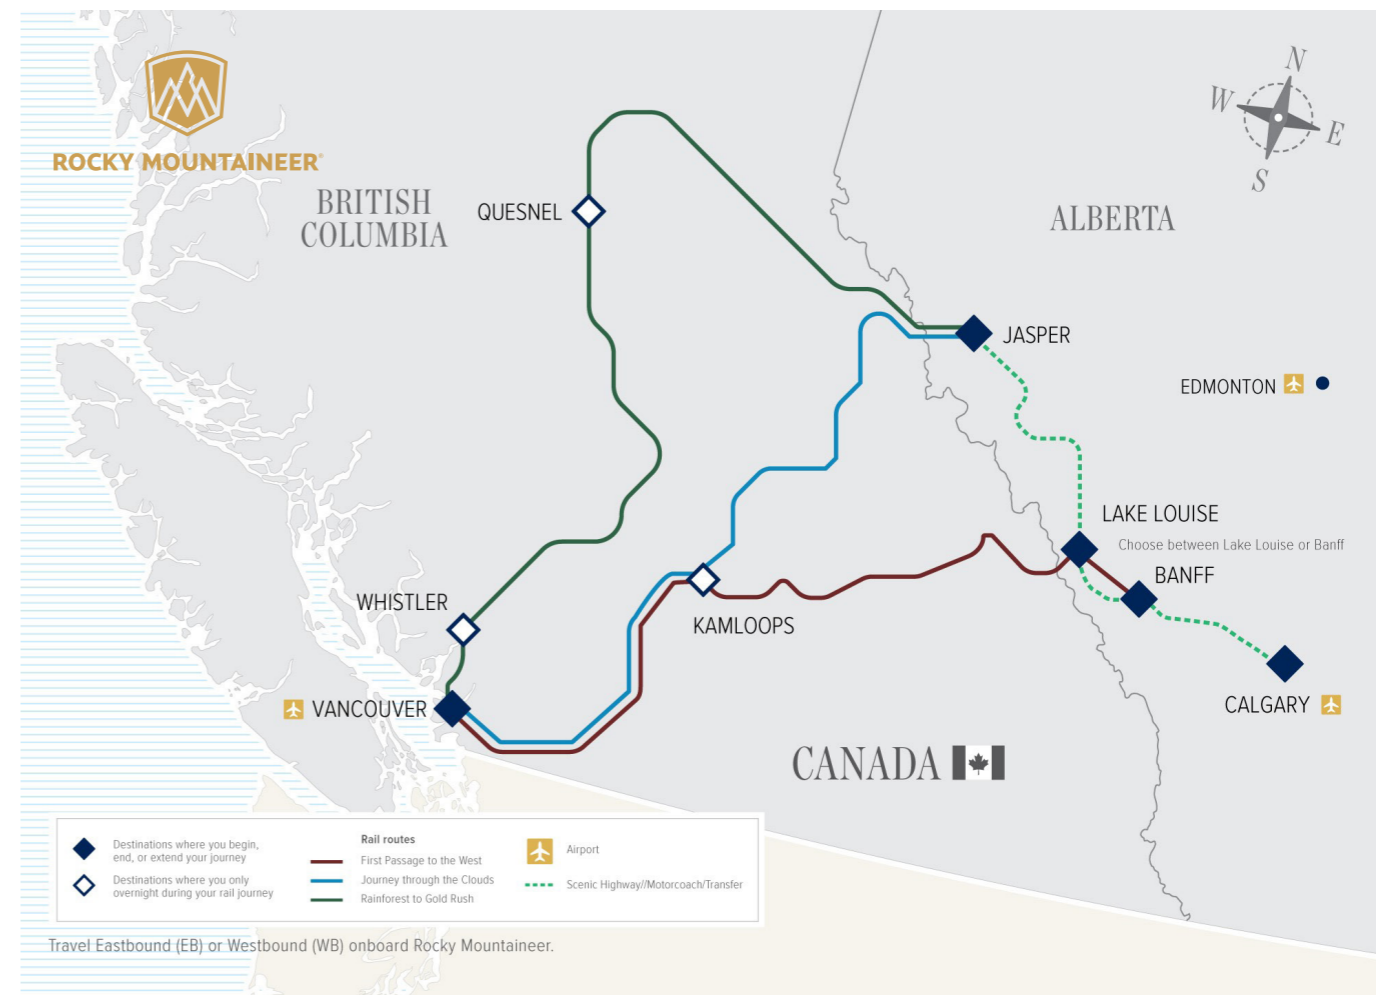 N
W
E
S
ROCKY MOUNTAINEER®
BRITISH
COLUMBIA
QUESNEL
ALBERTA
JASPER
EDMONTON
LAKE LOUISE
Choose between Lake Louise or Banff
BANFF
WHISTLER
KAMLOOPS
VANCOUVER
CALGARY
CANADA
Destinations where you begin,
end, or extend your journey
Destinations where you only
overnight during your rail journey
Rail routes
First Passage to the West
Journey through the Clouds
Rainforest to Gold Rush
Airport
Scenic Highway//Motorcoach/Transfer
Travel Eastbound (EB) or Westbound (WB) onboard Rocky Mountaineer.